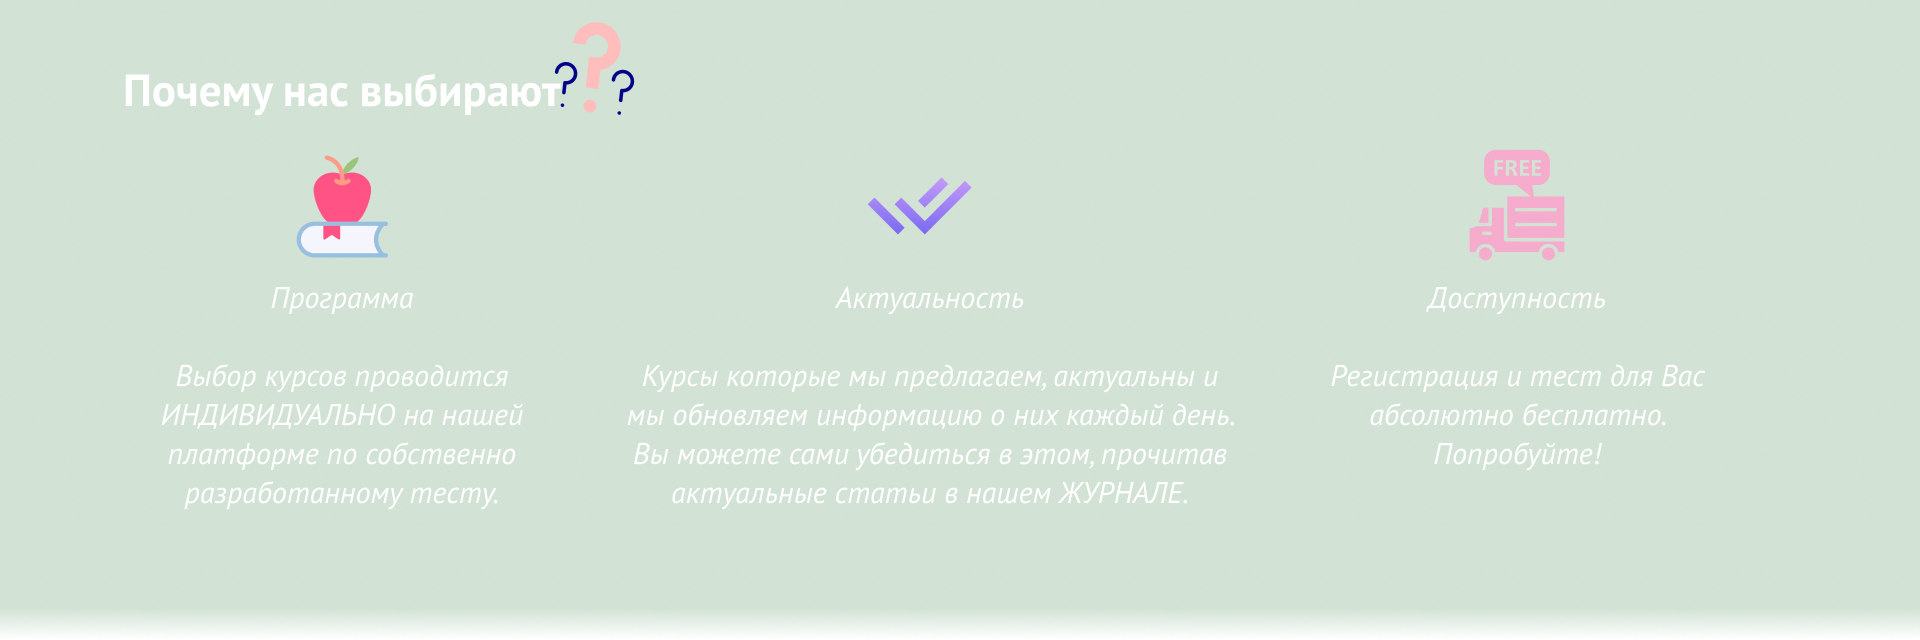 Почему нас выбирают
???
FREE
Программа
Актуальность
Доступность
Выбор курсов проводится
ИНДИВИДУАЛЬНО на нашей
платформе по собственно
разработанному тесту.
Курсы которые мы предлагаем, актуальны и
мы обновляем информацию о них каждый день.
Вы можете сами убедиться в этом, прочитав
актуальные статьи в нашем ЖУРНАЛЕ.
Регистрация и тест для Вас
абсолютно бесплатно.
Попробуйте!